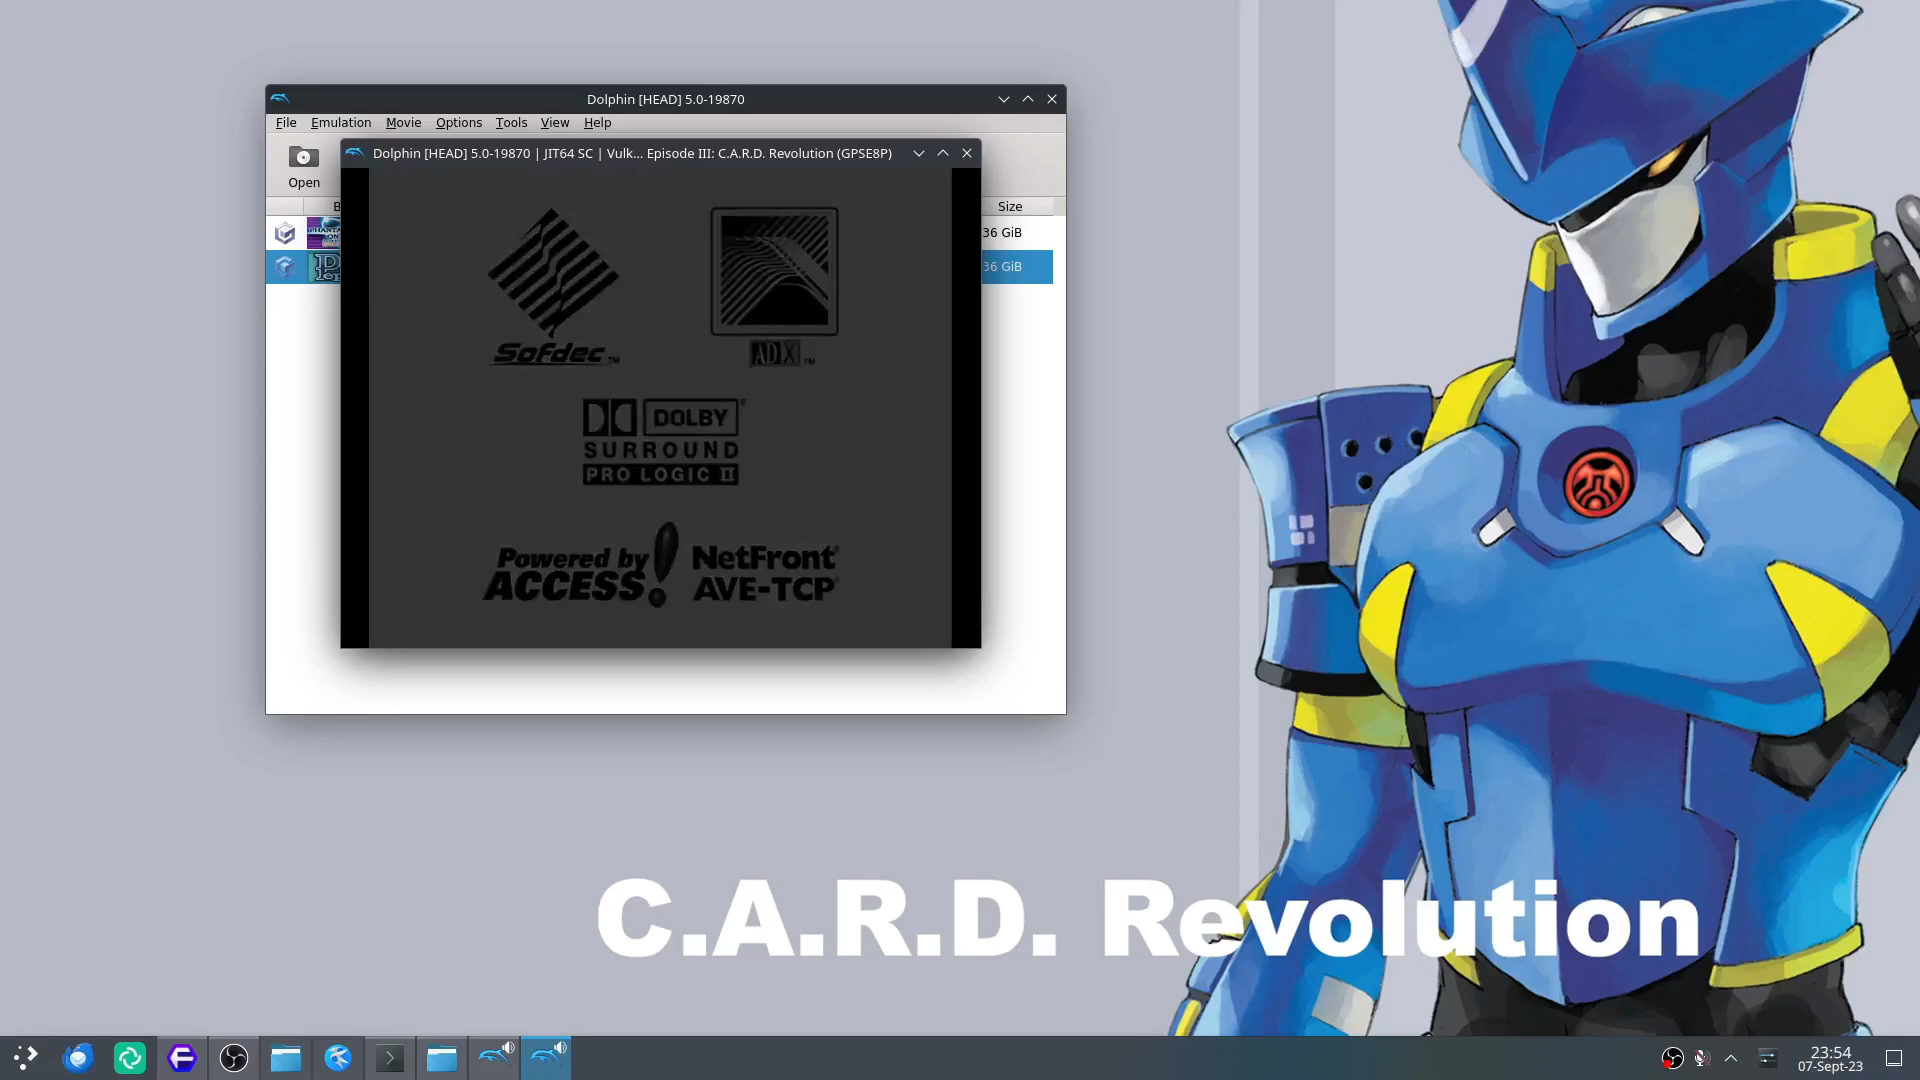 Dolphin [HEAD] 5.0-19870
File Emulation Movie Options Tools View Help
Dolphin [HEAD] 5.0-19870 | JIT64 SC | Vulk... Episode III: C.A.R.D. Revolution (GPSE8P)
Open
Size
36 GiB
36 GiB
Sofdec™
ADX™
DOLBY®
SURROUND
PRO LOGIC II
Powered by
ACCESS!
NetFront®
AVE-TCP
C.A.R.D. Revolution
23:54
07-Sept-23